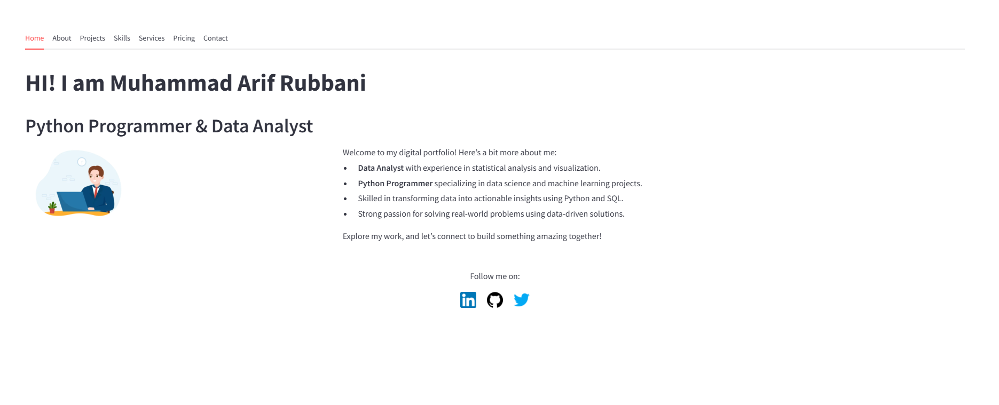 Home About Projects Skills Services Pricing Contact
HI! I am Muhammad Arif Rubbani
Python Programmer & Data Analyst
Welcome to my digital portfolio! Here’s a bit more about me:
• Data Analyst with experience in statistical analysis and visualization.
• Python Programmer specializing in data science and machine learning projects.
• Skilled in transforming data into actionable insights using Python and SQL.
• Strong passion for solving real-world problems using data-driven solutions.
Explore my work, and let’s connect to build something amazing together!
Follow me on:
in